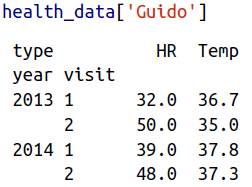 health_data['Guido']
type HR Temp
year visit
2013 1 32.0 36.7
2 50.0 35.0
2014 1 39.0 37.8
2 48.0 37.3